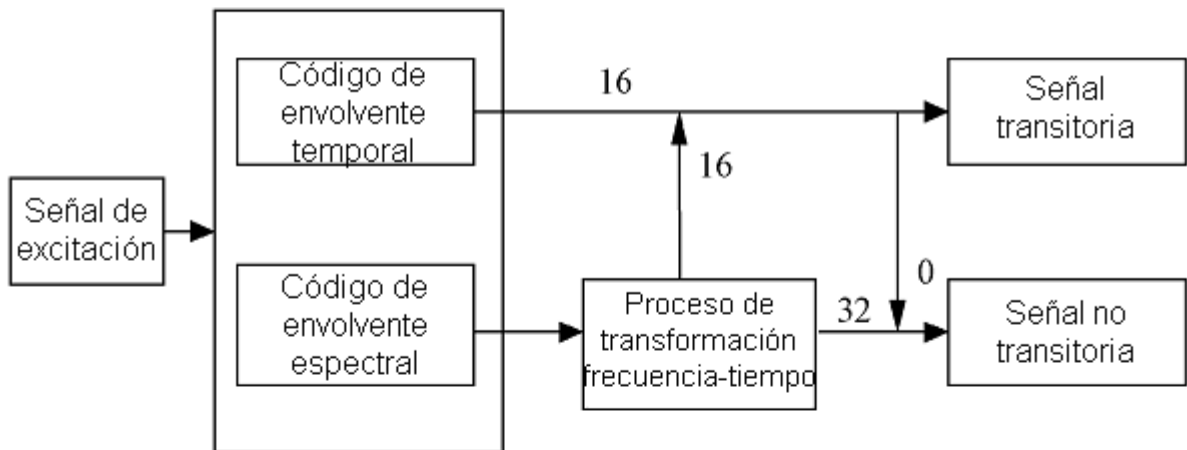 Código de
envolvente
temporal
16
Señal
transitoria
16
Señal de
excitación
Código de
envolvente
espectral
Proceso de
transformación
frecuencia-tiempo
32
0
Señal no
transitoria